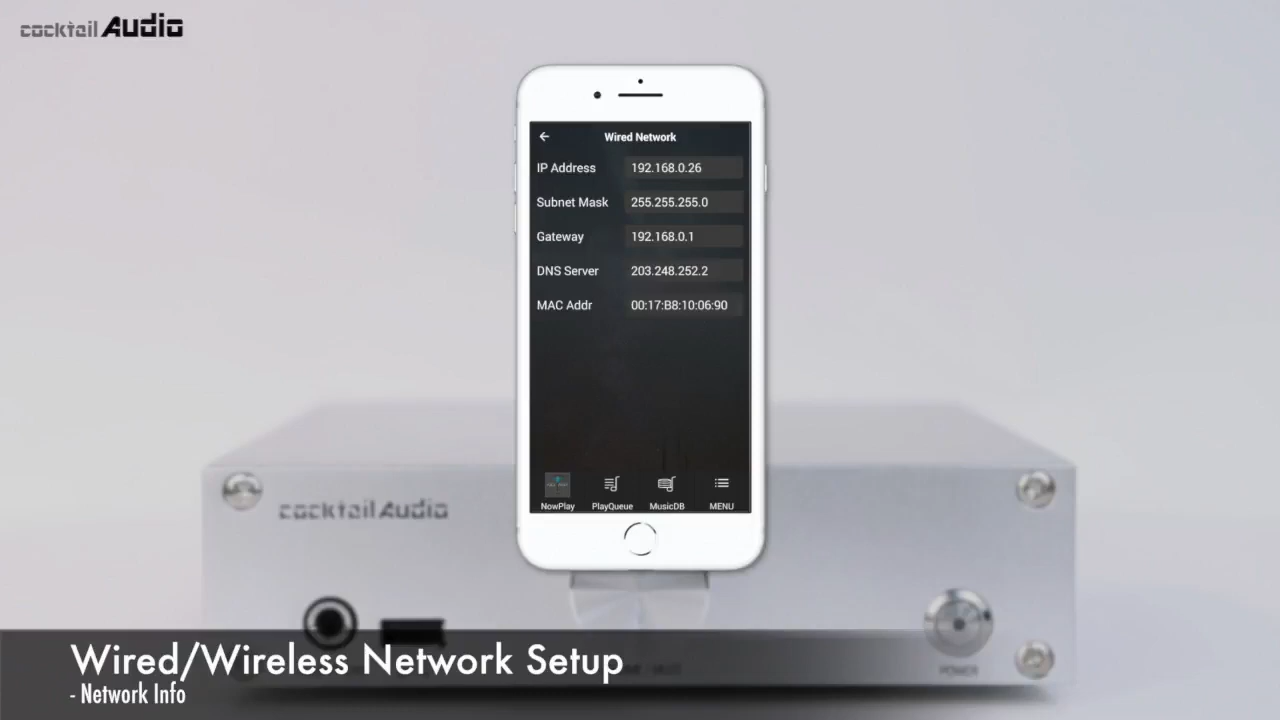 cocktail Audio
Wired Network
IP Address 192.168.0.26
Subnet Mask 255.255.255.0
Gateway 192.168.0.1
DNS Server 203.248.252.2
MAC Addr 00:17:B8:10:06:90
NowPlay PlayQueue MusicDB MENU
cocktail Audio
POWER
Wired/Wireless Network Setup
- Network Info